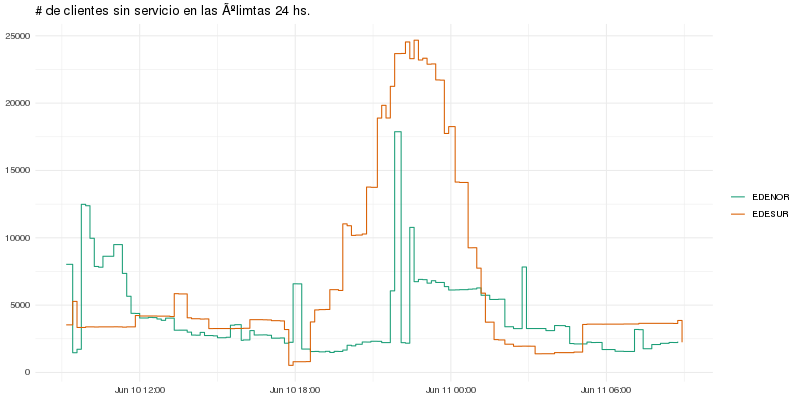 # de clientes sin servicio en las Ãºlimtas 24 hs.
25000
20000
15000
10000
5000
0
Jun 10 12:00
Jun 10 18:00
Jun 11 00:00
Jun 11 06:00
EDENOR
EDESUR